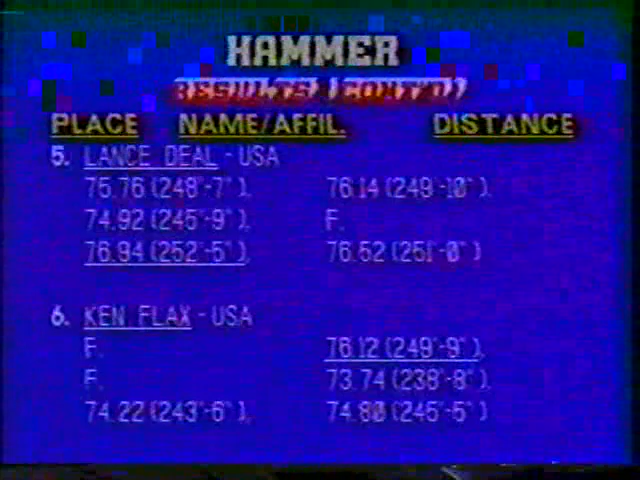 HAMMER
RESULTS (CONT'D)
PLACE NAME/AFFIL. DISTANCE
5. LANCE DEAL - USA
75.76 (248'-7"), 76.14 (249'-10"),
74.92 (245'-9"), F.
76.94 (252'-5"), 76.52 (251'-0")
6. KEN FLAX - USA
F. 76.12 (249'-9"),
F. 73.74 (238'-8"),
74.22 (243'-6"), 74.80 (245'-5")